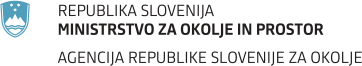 REPUBLIKA SLOVENIJA
MINISTRSTVO ZA OKOLJE IN PROSTOR
AGENCIJA REPUBLIKE SLOVENIJE ZA OKOLJE